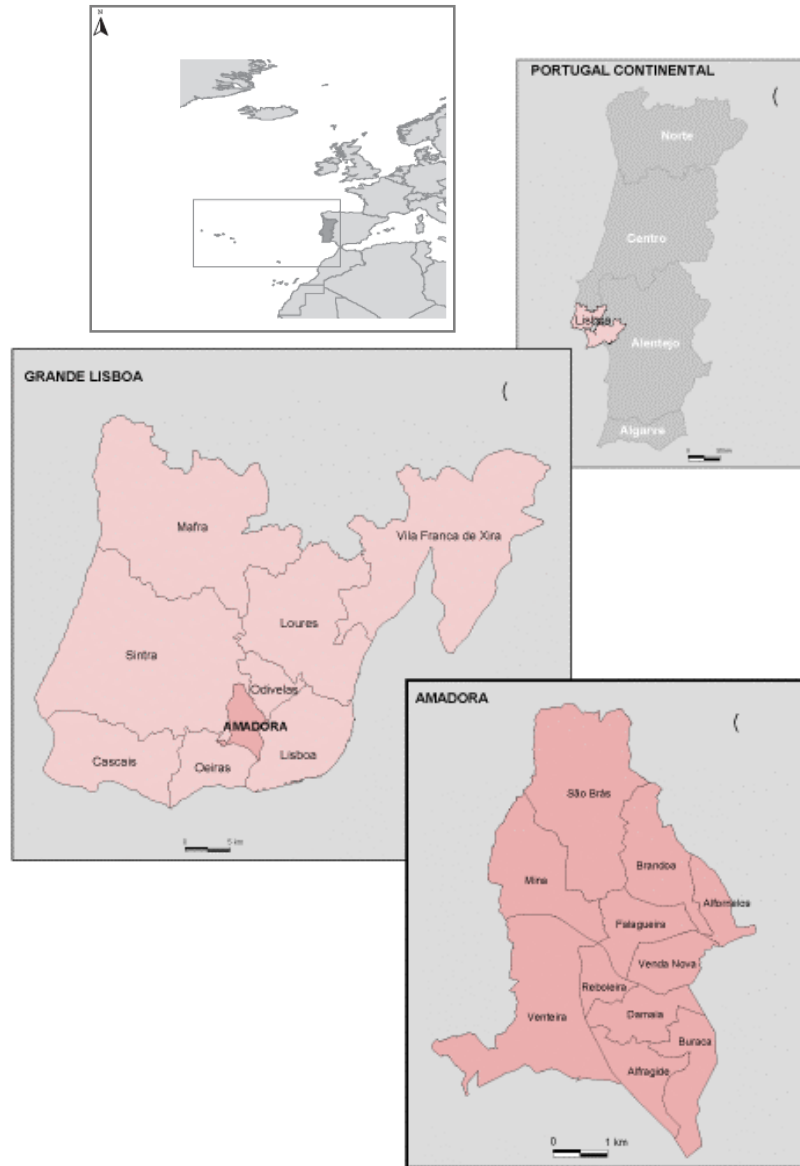 N
PORTUGAL CONTINENTAL
Norte
Centro
Lisboa
Alentejo
Algarve
GRANDE LISBOA
Mafra
Vila Franca de Xira
Loures
Sintra
Odivelas
AMADORA
Lisboa
Cascais
Oeiras
0 5 km
AMADORA
São Brás
Brandoa
Mina
Alfornelos
Falagueira
Venda Nova
Reboleira
Damaia
Venteira
Buraca
Alfragide
0 1 km